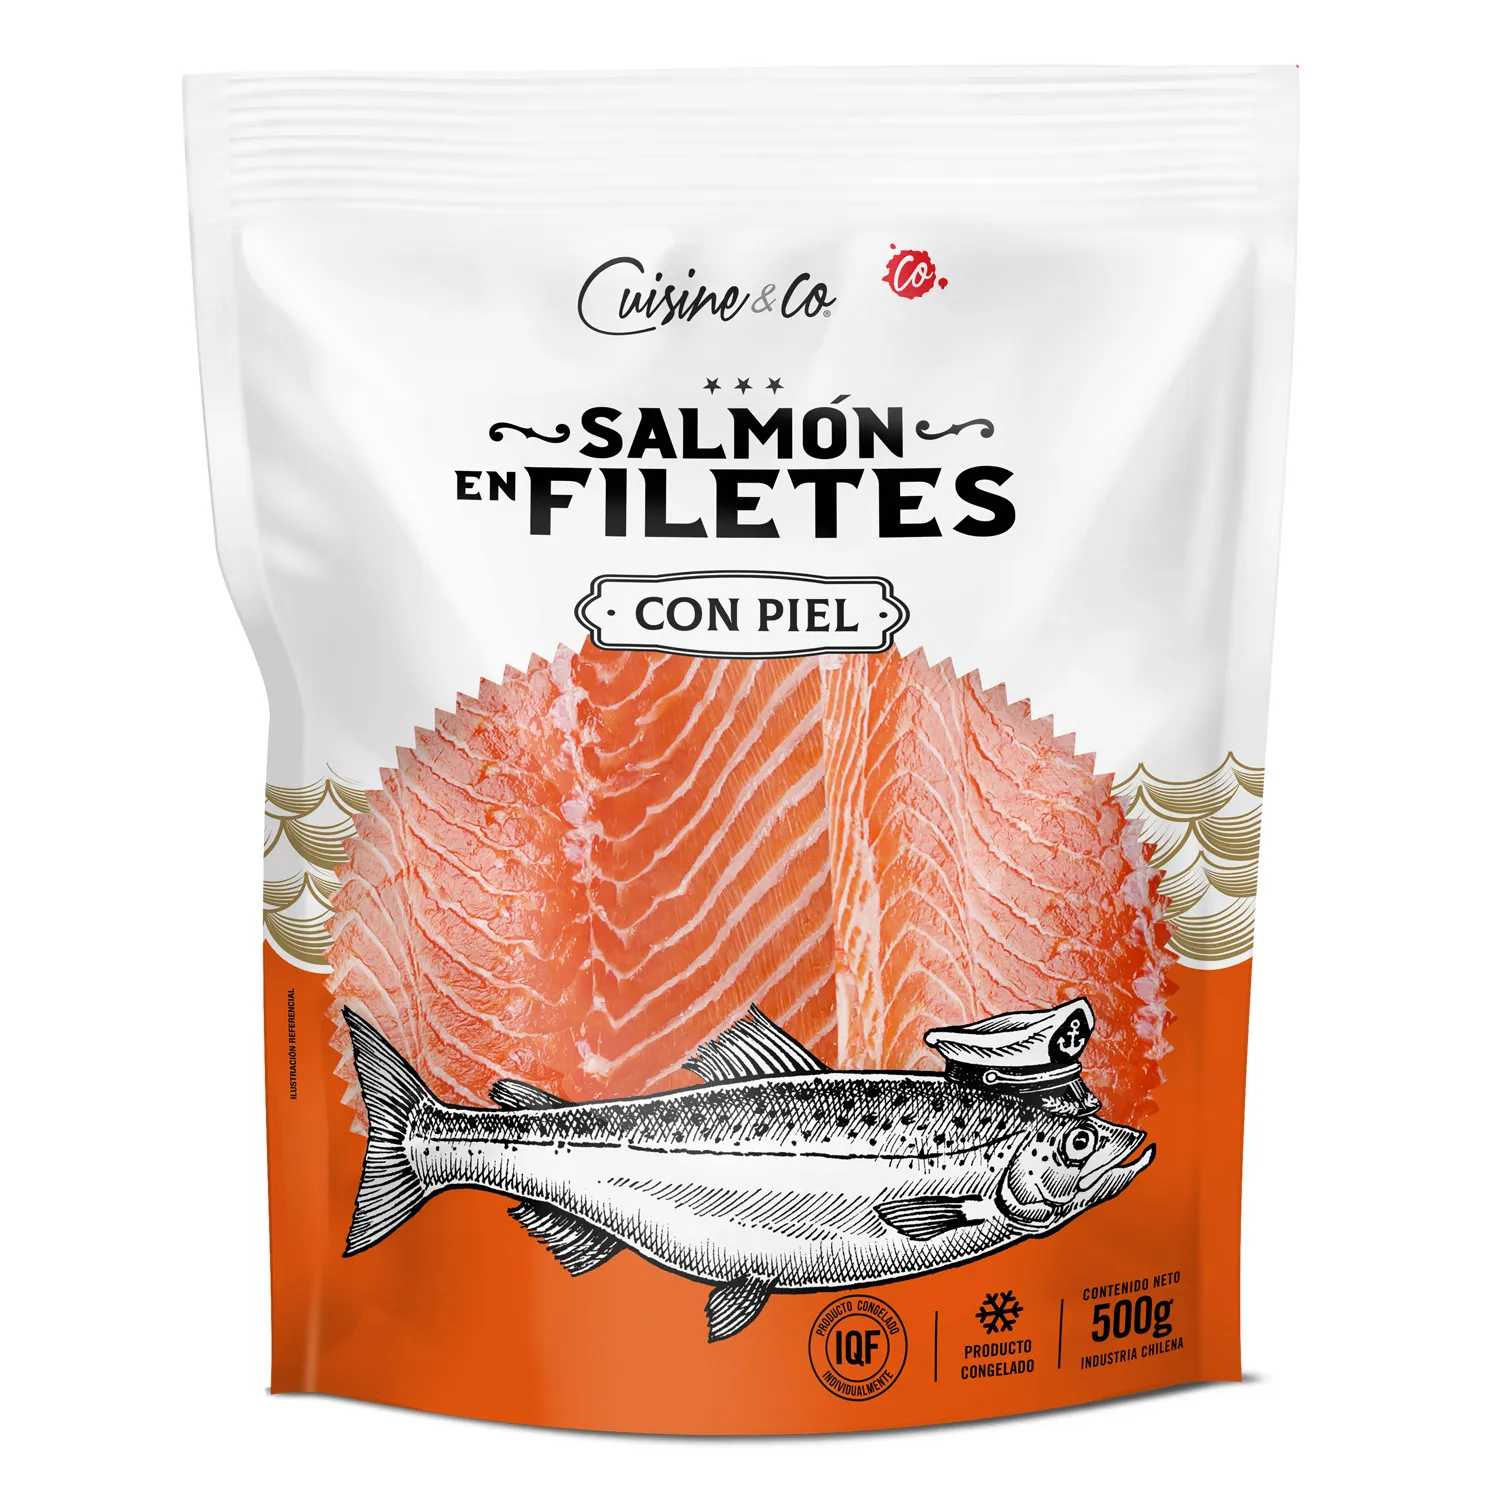 Cuisine & Co®
Co.
SALMÓN
EN FILETES
CON PIEL
ILUSTRACIÓN REFERENCIAL
PRODUCTO CONGELADO
IQF
INDIVIDUALMENTE
PRODUCTO
CONGELADO
CONTENIDO NETO
500g
INDUSTRIA CHILENA